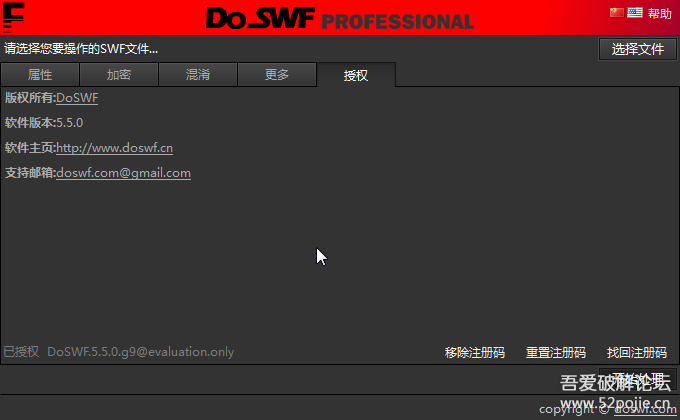 DoSWF PROFESSIONAL 帮助
请选择您要操作的SWF文件... 选择文件
属性 加密 混淆 更多 授权
版权所有:DoSWF
软件版本:5.5.0
软件主页:http://www.doswf.cn
支持邮箱:doswf.com@gmail.com
已授权 DoSWF.5.5.0.g9@evaluation.only 移除注册码 重置注册码 找回注册码
开始处理
吾爱破解论坛
www.52pojie.cn
copyright © doswf.com